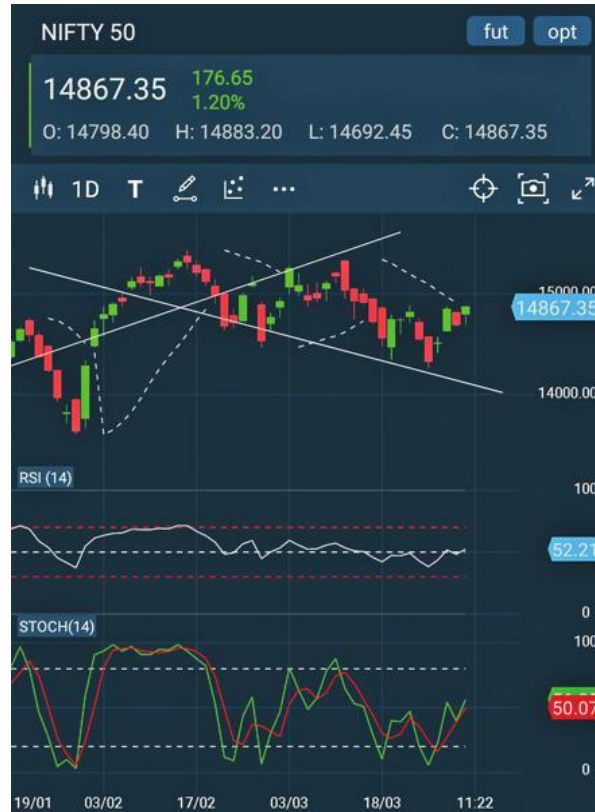 NIFTY 50 fut opt
14867.35 176.65
1.20%
O: 14798.40 H: 14883.20 L: 14692.45 C: 14867.35
1D T
15000.00
14867.35
14000.00
RSI (14)
100
52.21
0
STOCH(14)
100
50.07
0
19/01 03/02 17/02 03/03 18/03 11:22